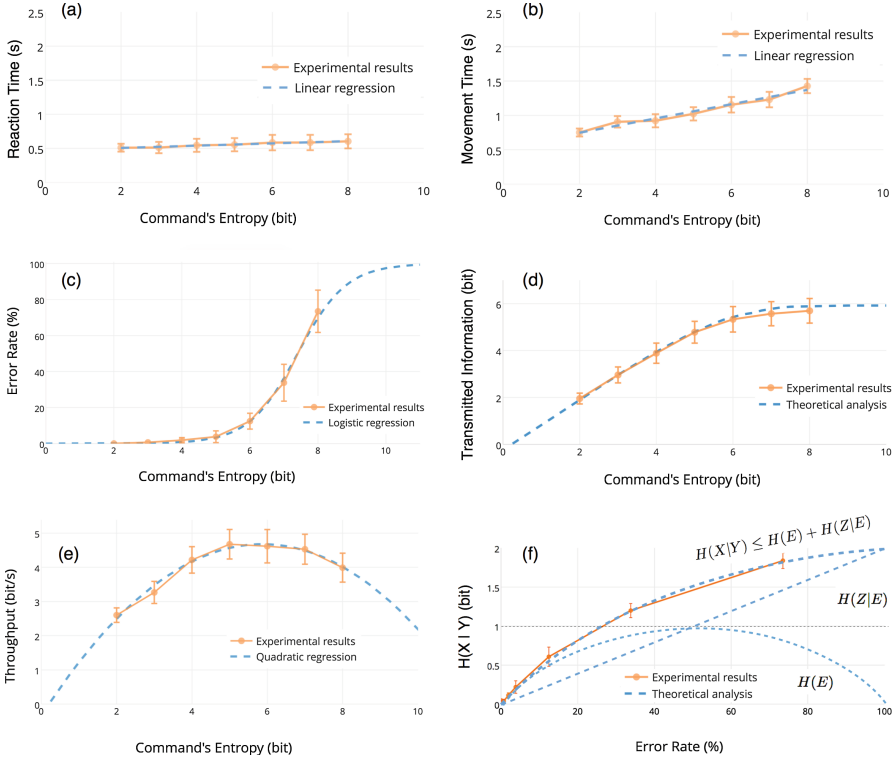 (a)
2.5
2
1.5
1
0.5
0
2
4
6
8
10
Reaction Time (s)
Command's Entropy (bit)
Experimental results
Linear regression
(b)
2.5
2
1.5
1
0.5
0
0
2
4
6
8
10
Movement Time (s)
Command's Entropy (bit)
Experimental results
Linear regression
(c)
100
80
60
40
20
0
0
2
4
6
8
10
Error Rate (%)
Command's Entropy (bit)
Experimental results
Logistic regression
(d)
6
4
2
0
0
2
4
6
8
10
Transmitted Information (bit)
Command's Entropy (bit)
Experimental results
Theoretical analysis
(e)
5
4
3
2
1
0
0
2
4
6
8
10
Throughput (bit/s)
Command's Entropy (bit)
Experimental results
Quadratic regression
(f)
H(X|Y) ≤ H(E) + H(Z|E)
2
1.5
1
0.5
0
0
20
40
60
80
100
H(X I Y) (bit)
Error Rate (%)
H(Z|E)
H(E)
Experimental results
Theoretical analysis